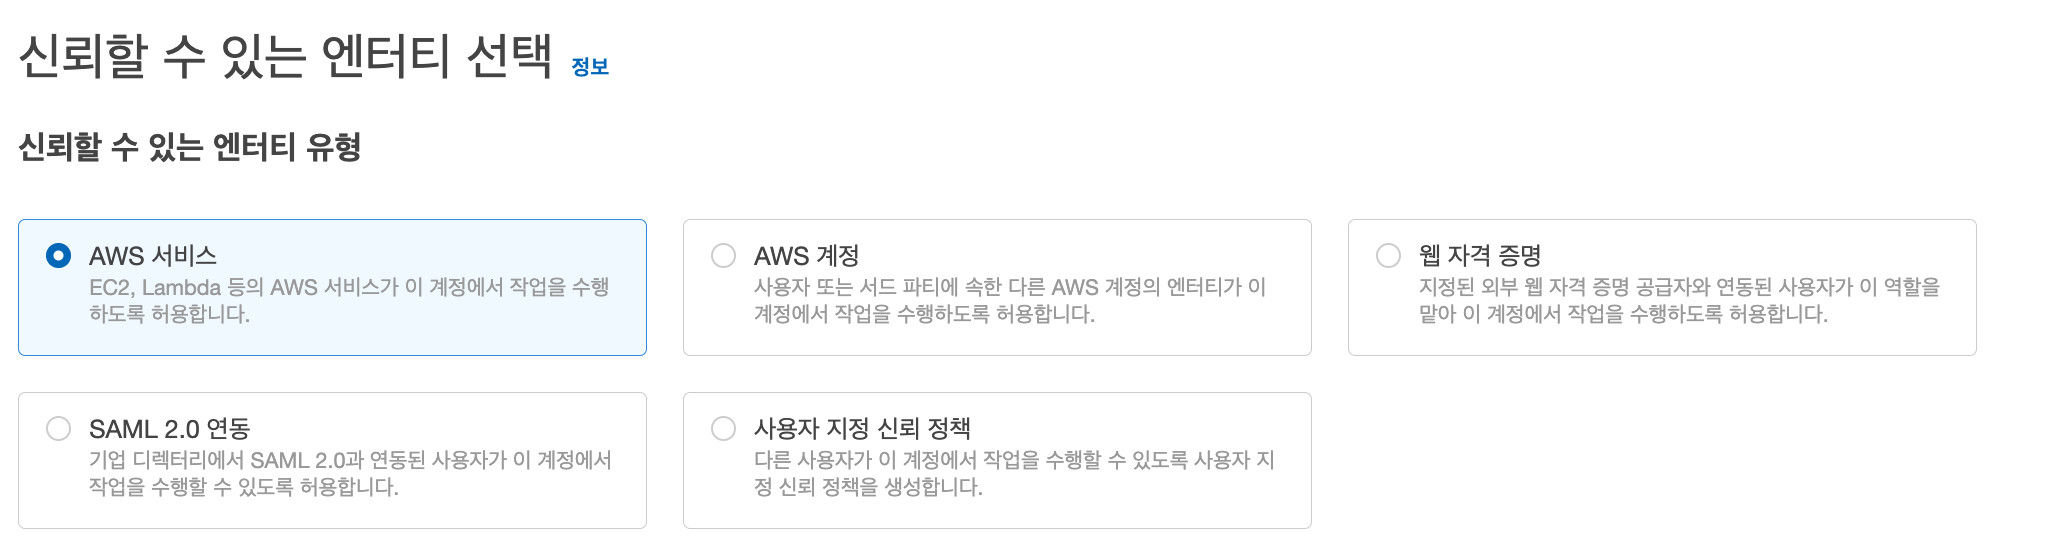 신뢰할 수 있는 엔터티 선택 정보
신뢰할 수 있는 엔터티 유형
AWS 서비스
EC2, Lambda 등의 AWS 서비스가 이 계정에서 작업을 수행
하도록 허용합니다.
AWS 계정
사용자 또는 서드 파티에 속한 다른 AWS 계정의 엔터티가 이
계정에서 작업을 수행하도록 허용합니다.
웹 자격 증명
지정된 외부 웹 자격 증명 공급자와 연동된 사용자가 이 역할을
맡아 이 계정에서 작업을 수행하도록 허용합니다.
SAML 2.0 연동
기업 디렉터리에서 SAML 2.0과 연동된 사용자가 이 계정에서
작업을 수행할 수 있도록 허용합니다.
사용자 지정 신뢰 정책
다른 사용자가 이 계정에서 작업을 수행할 수 있도록 사용자 지
정 신뢰 정책을 생성합니다.